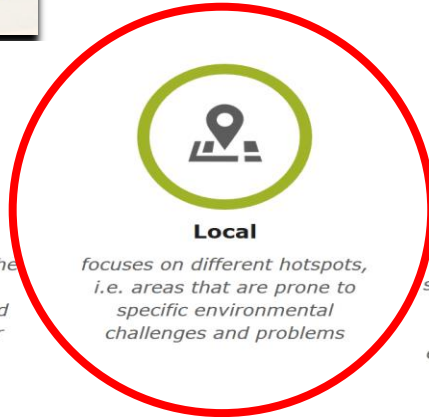 Local
focuses on different hotspots,
i.e. areas that are prone to
specific environmental
challenges and problems